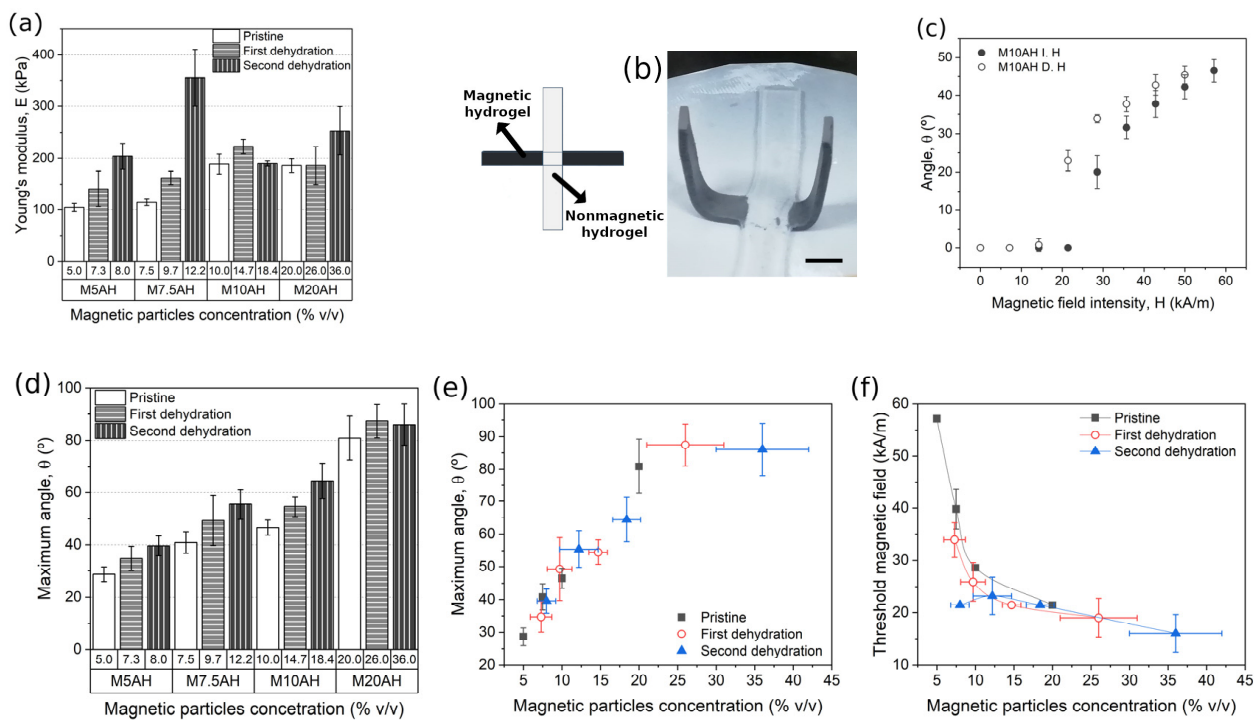 (a)
Pristine
First dehydration
Second dehydration
Young's modulus, E (kPa)
400
350
300
250
200
150
100
50
0
5.0 7.3 8.0 7.5 9.7 12.2 10.0 14.7 18.4 20.0 26.0 36.0
M5AH M7.5AH M10AH M20AH
Magnetic particles concentration (% v/v)
(b)
Magnetic
hydrogel
Nonmagnetic
hydrogel
(c)
M10AH I. H
M10AH D. H
Angle, θ (º)
50
40
30
20
10
0
0 10 20 30 40 50 60
Magnetic field intensity, H (kA/m)
(d)
Pristine
First dehydration
Second dehydration
Maximum angle, θ (º)
100
80
60
40
20
0
5.0 7.3 8.0 7.5 9.7 12.2 10.0 14.7 18.4 20.0 26.0 36.0
M5AH M7.5AH M10AH M20AH
Magnetic particles concetration (% v/v)
(e)
Maximum angle, θ (º)
100
90
80
70
60
50
40
30
20
Pristine
First dehydration
Second dehydration
5 10 15 20 25 30 35 40 45
Magnetic particles concentration (% v/v)
(f)
Pristine
First dehydration
Second dehydration
Threshold magnetic field (kA/m)
60
50
40
30
20
10
5 10 15 20 25 30 35 40 45
Magnetic particles concentration (% v/v)